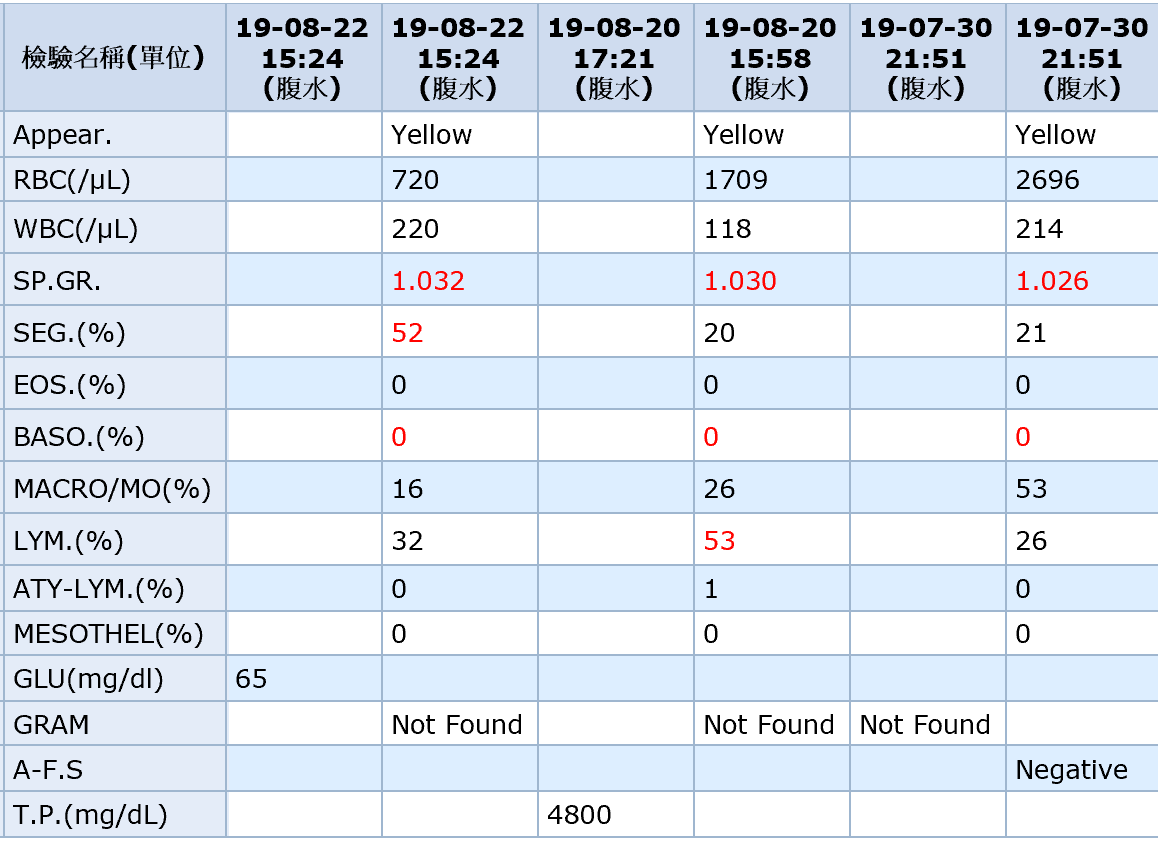 檢驗名稱(單位) 19-08-22 15:24 (腹水) 19-08-22 15:24 (腹水) 19-08-20 17:21 (腹水) 19-08-20 15:58 (腹水) 19-07-30 21:51 (腹水) 19-07-30 21:51 (腹水)
Appear. Yellow Yellow Yellow
RBC(/μL) 720 1709 2696
WBC(/μL) 220 118 214
SP.GR. 1.032 1.030 1.026
SEG.(%) 52 20 21
EOS.(%) 0 0 0
BASO.(%) 0 0 0
MACRO/MO(%) 16 26 53
LYM.(%) 32 53 26
ATY-LYM.(%) 0 1 0
MESOTHEL(%) 0 0 0
GLU(mg/dl) 65
GRAM Not Found Not Found Not Found
A-F.S Negative
T.P.(mg/dL) 4800